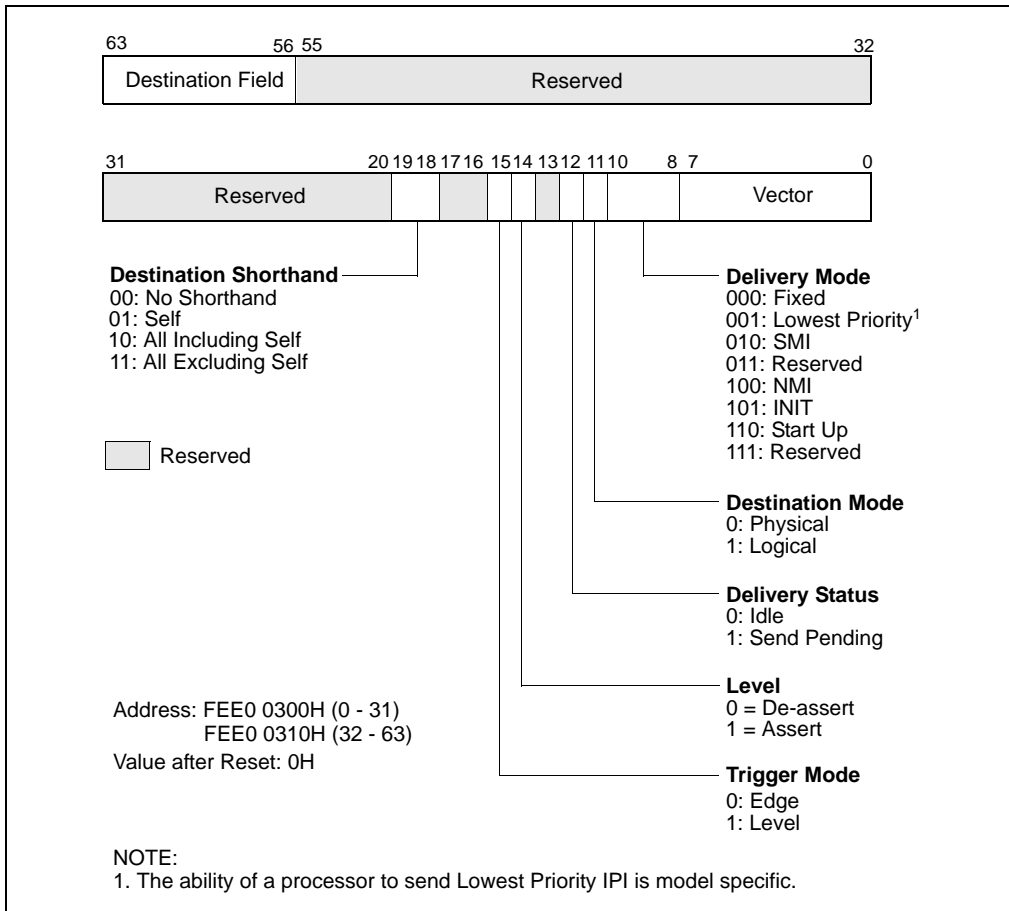 63 56 55 32
Destination Field Reserved
31 20 19 18 17 16 15 14 13 12 11 10 8 7 0
Reserved Vector
Destination Shorthand
00: No Shorthand
01: Self
10: All Including Self
11: All Excluding Self
Reserved
Delivery Mode
000: Fixed
001: Lowest Priority1
010: SMI
011: Reserved
100: NMI
101: INIT
110: Start Up
111: Reserved
Destination Mode
0: Physical
1: Logical
Delivery Status
0: Idle
1: Send Pending
Level
0 = De-assert
1 = Assert
Trigger Mode
0: Edge
1: Level
Address: FEE0 0300H (0 - 31)
FEE0 0310H (32 - 63)
Value after Reset: 0H
NOTE:
1. The ability of a processor to send Lowest Priority IPI is model specific.